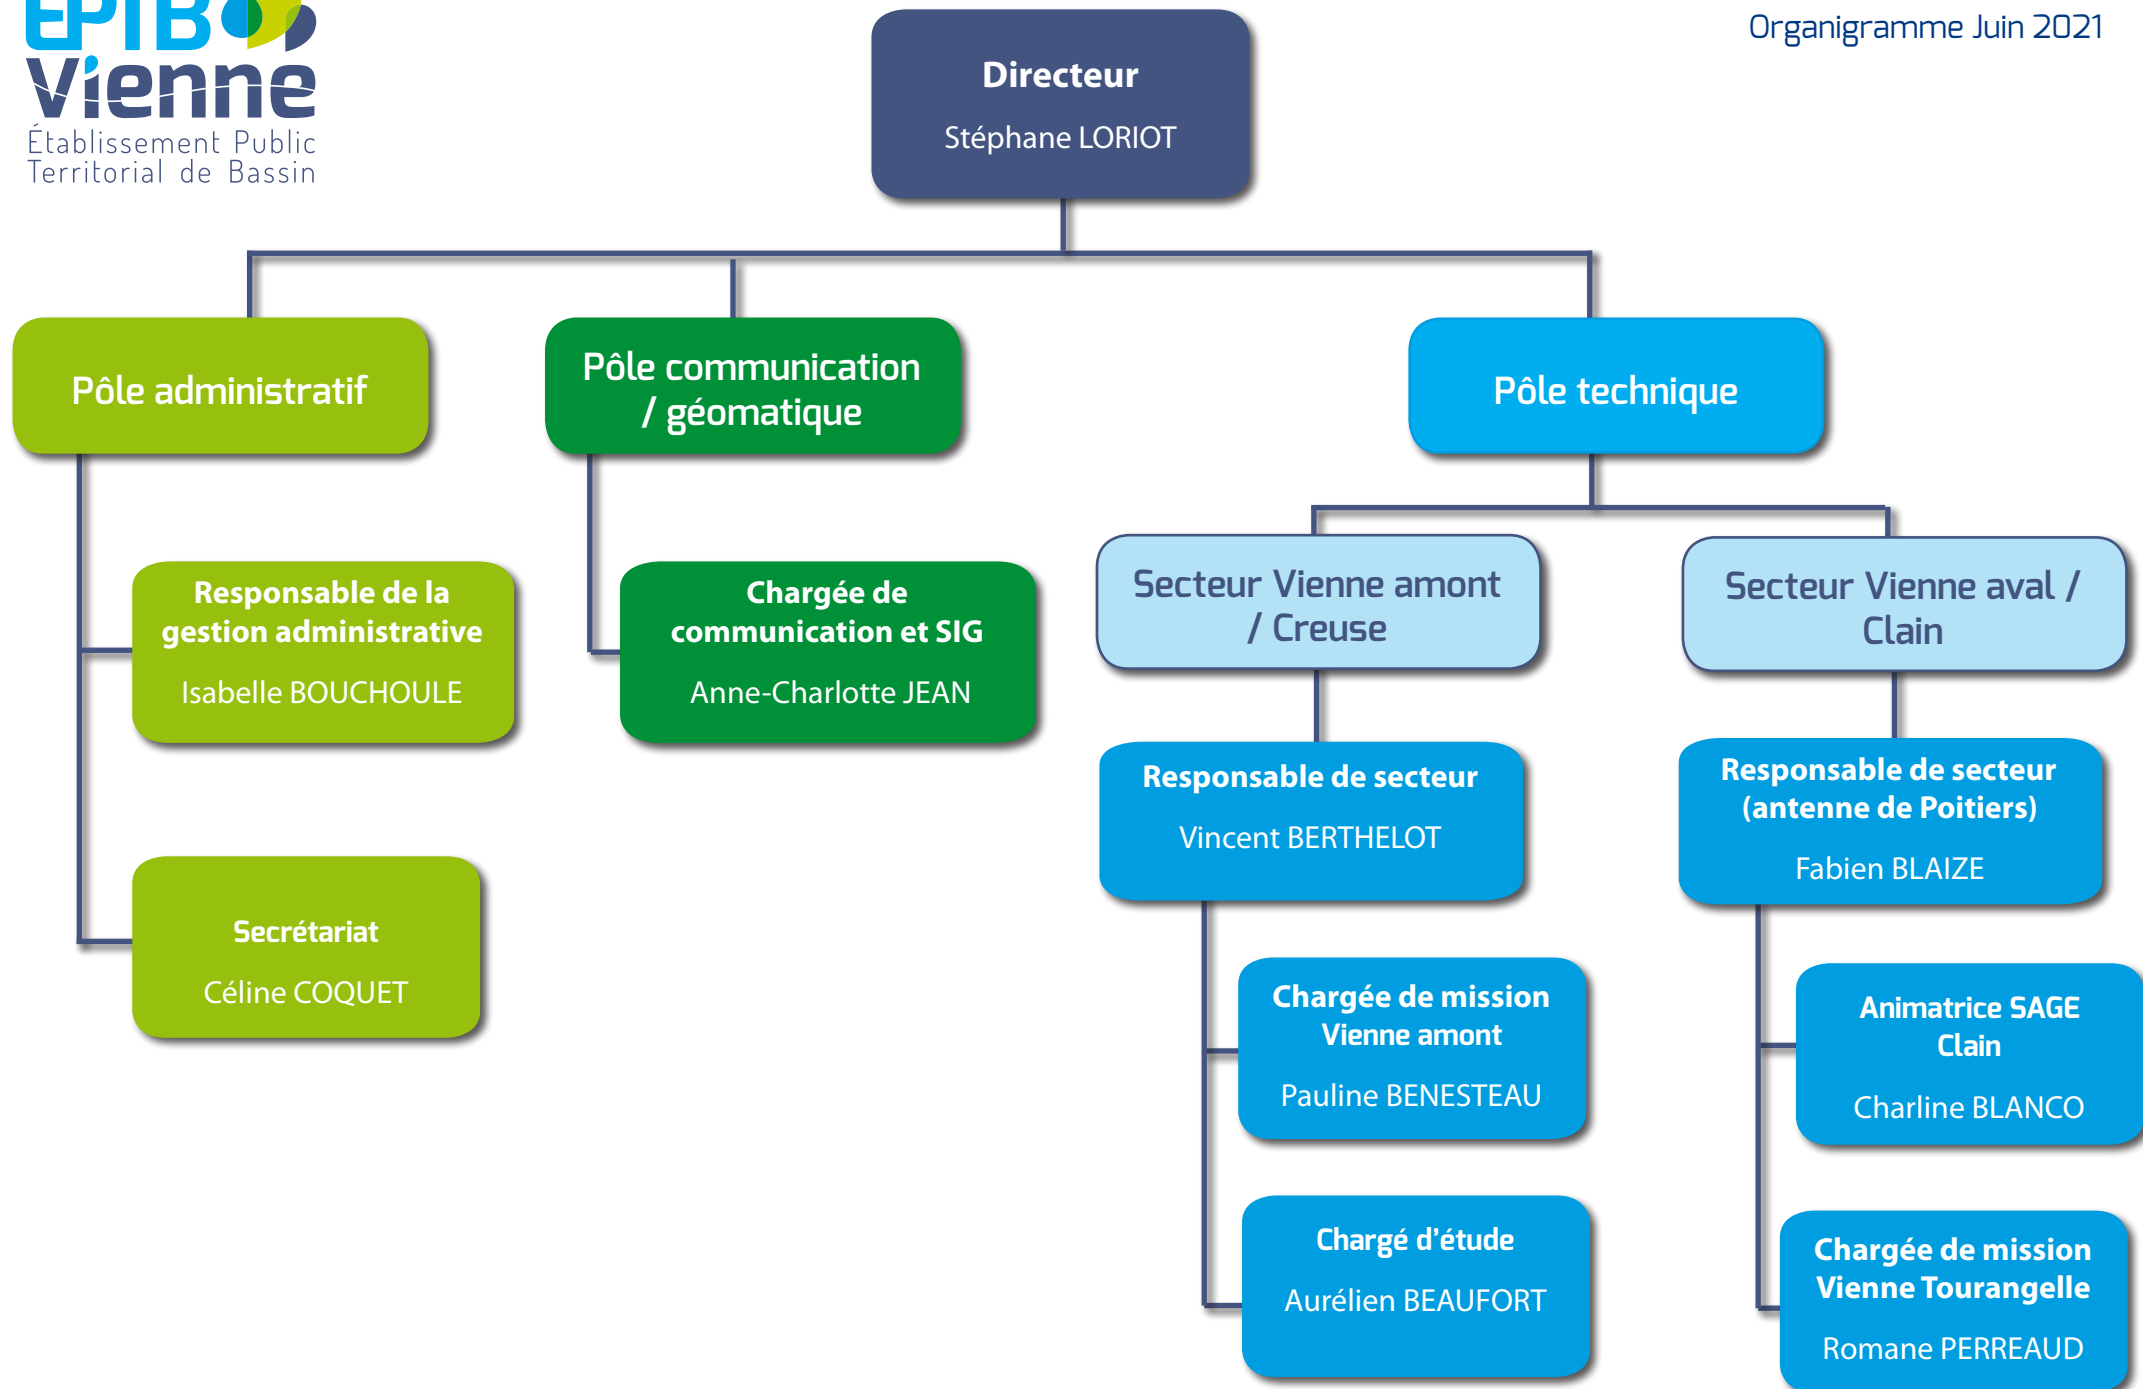 EPTB
Vienne
Établissement Public
Territorial de Bassin
Organigramme Juin 2021
Directeur
Stéphane LORIOT
Pôle administratif
Responsable de la
gestion administrative
Isabelle BOUCHOULE
Secrétariat
Céline COQUET
Pôle communication
/ géomatique
Chargée de
communication et SIG
Anne-Charlotte JEAN
Pôle technique
Secteur Vienne amont
/ Creuse
Responsable de secteur
Vincent BERTHELOT
Chargée de mission
Vienne amont
Pauline BENESTEAU
Chargé d’étude
Aurélien BEAUFORT
Secteur Vienne aval /
Clain
Responsable de secteur
(antenne de Poitiers)
Fabien BLAIZE
Animatrice SAGE
Clain
Charline BLANCO
Chargée de mission
Vienne Tourangelle
Romane PERREAUD